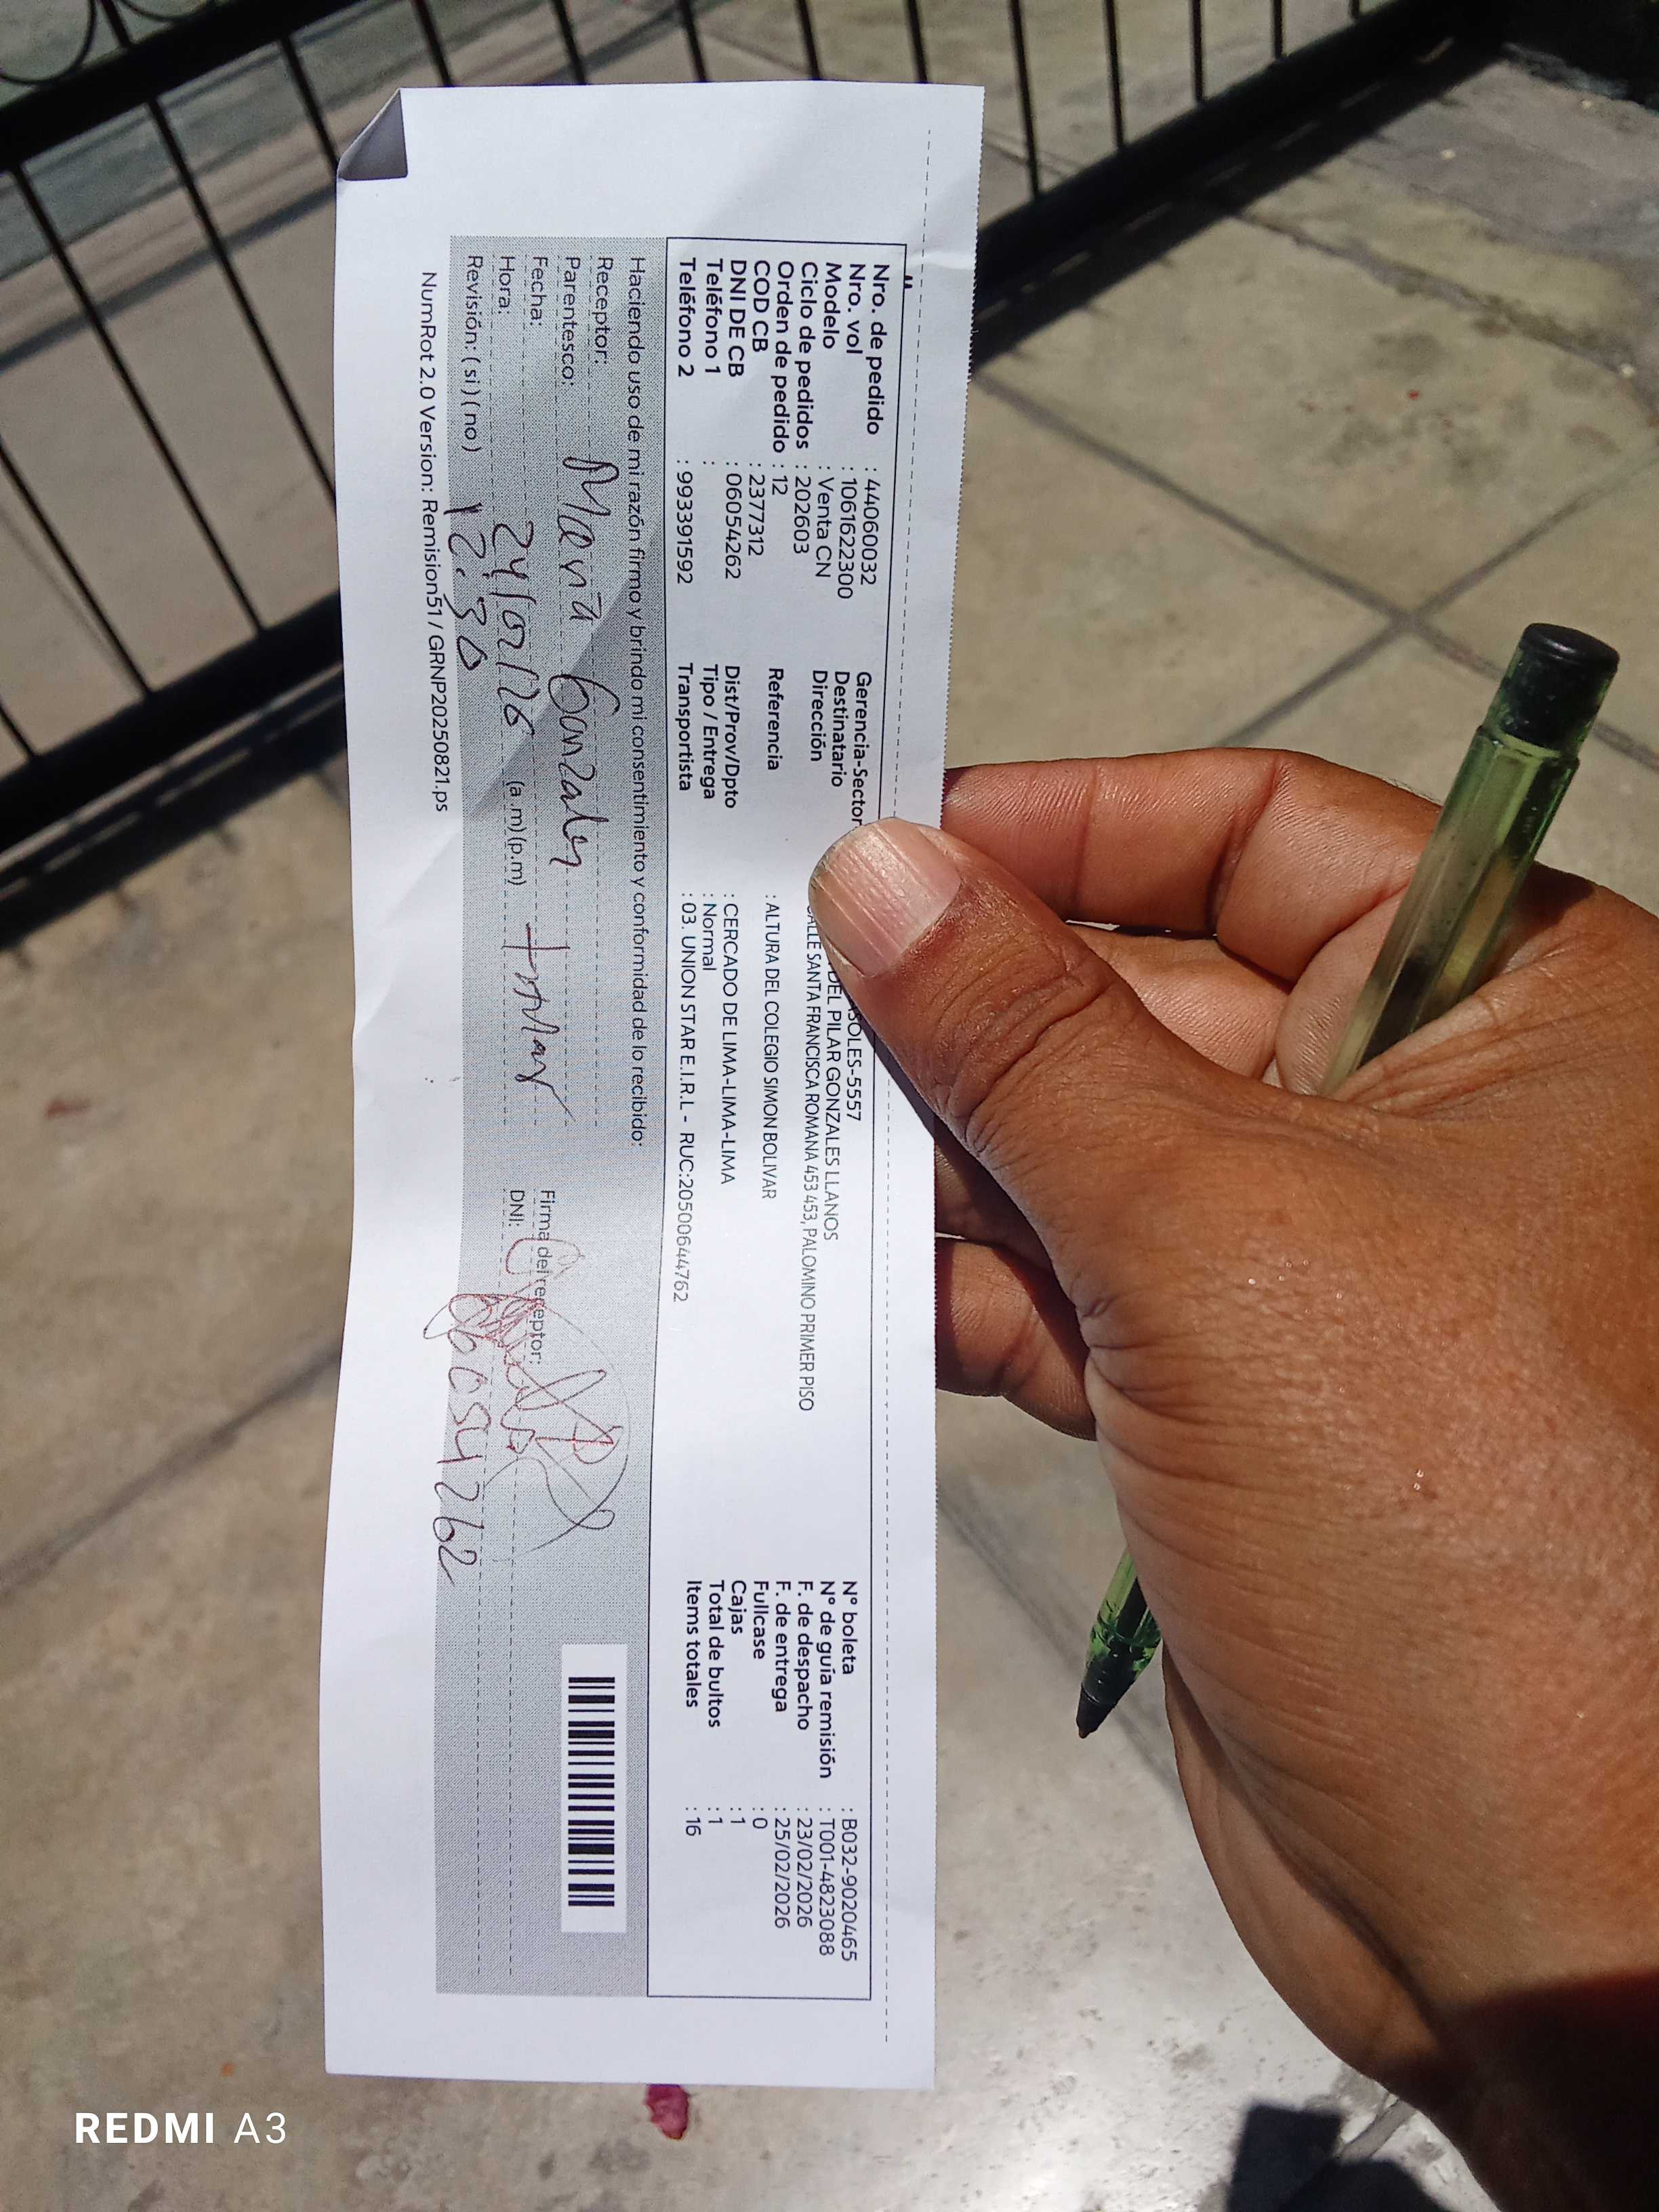 Nro. de pedido : 44060032
Nro. vol : 1061622300
Modelo : Venta CN
Ciclo de pedidos : 202603
Orden de pedido : 12
COD CB : 2377312
DNI DE CB : 06054262
Teléfono 1 :
Teléfono 2 : 993391592
Gerencia-Sector SOLES-5557
Destinatario DEL PILAR GONZALES LLANOS
Dirección CALLE SANTA FRANCISCA ROMANA 453 453, PALOMINO PRIMER PISO
Referencia : ALTURA DEL COLEGIO SIMON BOLIVAR
Dist/Prov/Dpto : CERCADO DE LIMA-LIMA-LIMA
Tipo / Entrega : Normal
Transportista : 03. UNION STAR E.I.R.L - RUC:20500644762
N° boleta : B032-9020465
N° de guía remisión : T001-4823088
F. de despacho : 23/02/2026
F. de entrega : 25/02/2026
Fullcase : 0
Cajas : 1
Total de bultos : 1
Items totales : 16
Haciendo uso de mi razón firmo y brindo mi consentimiento y conformidad de lo recibido:
Receptor: Maria Gonzales
Parentesco: titular
Fecha: 24/02/26
Hora: 12:30 (a.m)(p.m)
Revisión: ( si ) ( no )
Firma del receptor:
DNI: 06054262
NumRot 2.0 Version: Remision51 / GRNP20250821.ps
REDMI A3